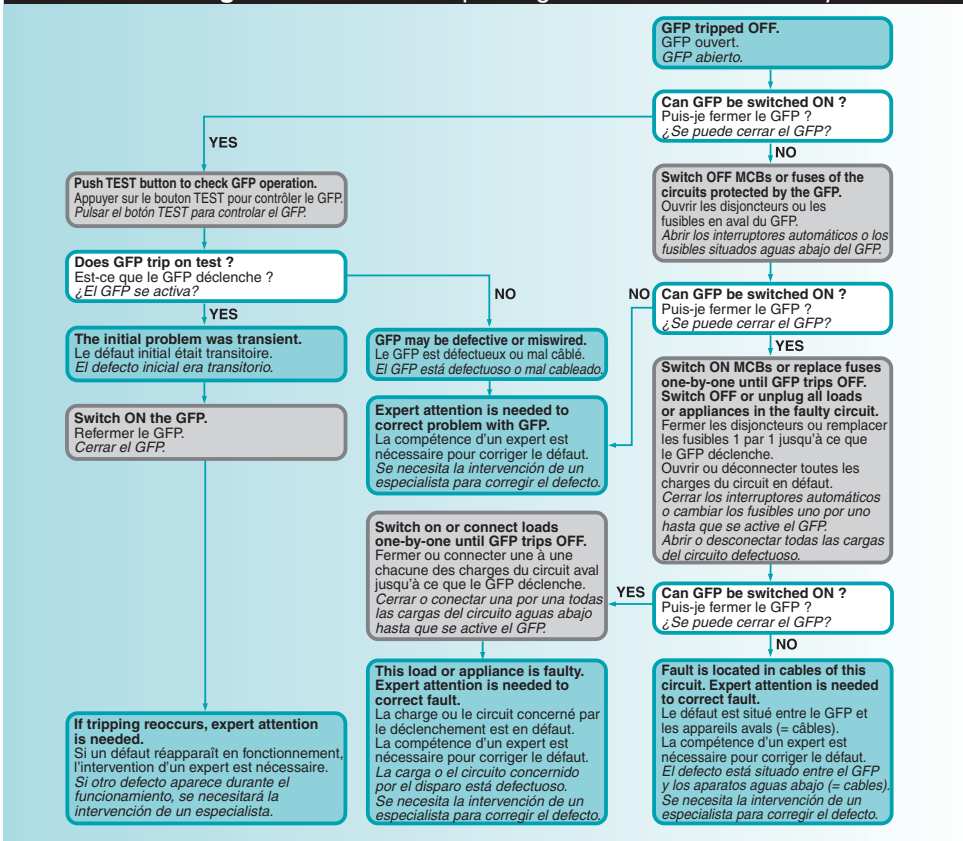 GFP tripped OFF.
GFP ouvert.
GFP abierto.
Can GFP be switched ON ?
Puis-je fermer le GFP ?
¿Se puede cerrar el GFP?
YES
NO
Push TEST button to check GFP operation.
Appuyer sur le bouton TEST pour contrôler le GFP.
Pulsar el botón TEST para controlar el GFP.
Switch OFF MCBs or fuses of the
circuits protected by the GFP.
Ouvrir les disjoncteurs ou les
fusibles en aval du GFP.
Abrir los interruptores automáticos o los
fusibles situados aguas abajo del GFP.
Does GFP trip on test ?
Est-ce que le GFP déclenche ?
¿El GFP se activa?
NO
YES
NO
Can GFP be switched ON ?
Puis-je fermer le GFP ?
¿Se puede cerrar el GFP?
YES
The initial problem was transient.
Le défaut initial était transitoire.
El defecto inicial era transitorio.
GFP may be defective or miswired.
Le GFP est défectueux ou mal câblé.
El GFP está defectuoso o mal cableado.
Switch ON the GFP.
Refermer le GFP.
Cerrar el GFP.
Expert attention is needed to
correct problem with GFP.
La compétence d'un expert est
nécessaire pour corriger le défaut.
Se necesita la intervención de un
especialista para corregir el defecto.
Switch ON MCBs or replace fuses
one-by-one until GFP trips OFF.
Switch OFF or unplug all loads
or appliances in the faulty circuit.
Fermer les disjoncteurs ou remplacer
les fusibles 1 par 1 jusqu'à ce que
le GFP déclenche.
Ouvrir ou déconnecter toutes les
charges du circuit en défaut.
Cerrar los interruptores automáticos
o cambiar los fusibles uno por uno
hasta que se active el GFP.
Abrir o desconectar todas las cargas
del circuito defectuoso.
Switch on or connect loads
one-by-one until GFP trips OFF.
Fermer ou connecter une à une
chacune des charges du circuit aval
jusqu'à ce que le GFP déclenche.
Cerrar o conectar una por una todas
las cargas del circuito aguas abajo
hasta que se active el GFP.
YES
Can GFP be switched ON ?
Puis-je fermer le GFP ?
¿Se puede cerrar el GFP?
NO
If tripping reoccurs, expert attention
is needed.
Si un défaut réapparaît en fonctionnement,
l'intervention d'un expert est nécessaire.
Si otro defecto aparece durante el
funcionamiento, se necesitará la
intervención de un especialista.
This load or appliance is faulty.
Expert attention is needed to
correct fault.
La charge ou le circuit concerné par
le déclenchement est en défaut.
La compétence d'un expert est
nécessaire pour corriger le défaut.
La carga o el circuito concernido
por el disparo está defectuoso.
Se necesita la intervención de un
especialista para corregir el defecto.
Fault is located in cables of this
circuit. Expert attention is needed
to correct fault.
Le défaut est situé entre le GFP et
les appareils avals (= câbles).
La compétence d'un expert est
nécessaire pour corriger le défaut.
El defecto está situado entre el GFP
y los aparatos aguas abajo (= cables).
Se necesita la intervención de un
especialista para corregir el defecto.